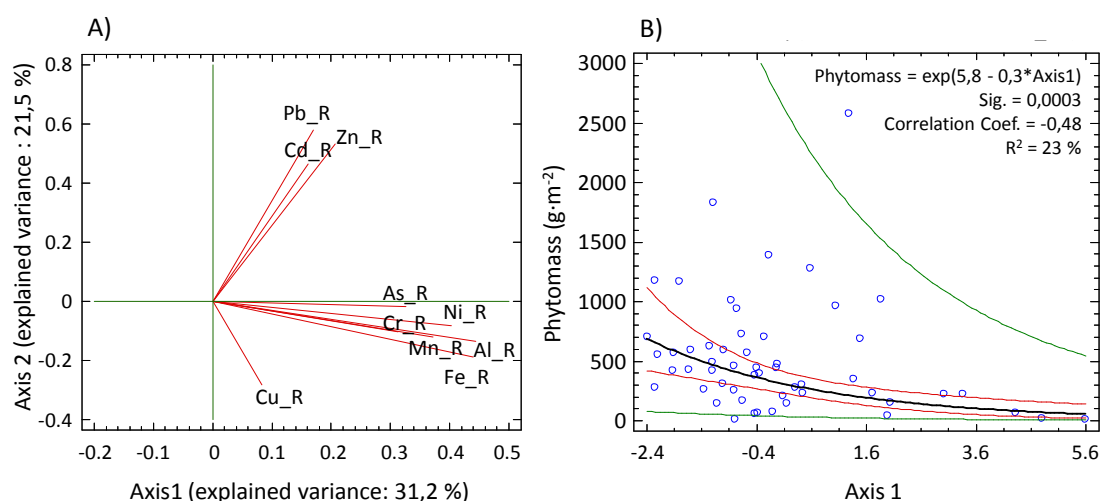 A)
Axis 2 (explained variance : 21,5 %)
0.8
0.6
0.4
0.2
0
-0.2
-0.4
Pb_R
Cd_R
Zn_R
As_R
Ni_R
Cr_R
Mn_R
Al_R
Fe_R
Cu_R
-0.2 -0.1 0 0.1 0.2 0.3 0.4 0.5
Axis1 (explained variance: 31,2 %)
B)
Phytomass (g·m-2)
3000
2500
2000
1500
1000
500
0
Phytomass = exp(5,8 - 0,3*Axis1)
Sig. = 0,0003
Correlation Coef. = -0,48
R2 = 23 %
-2.4 -0.4 1.6 3.6 5.6
Axis 1